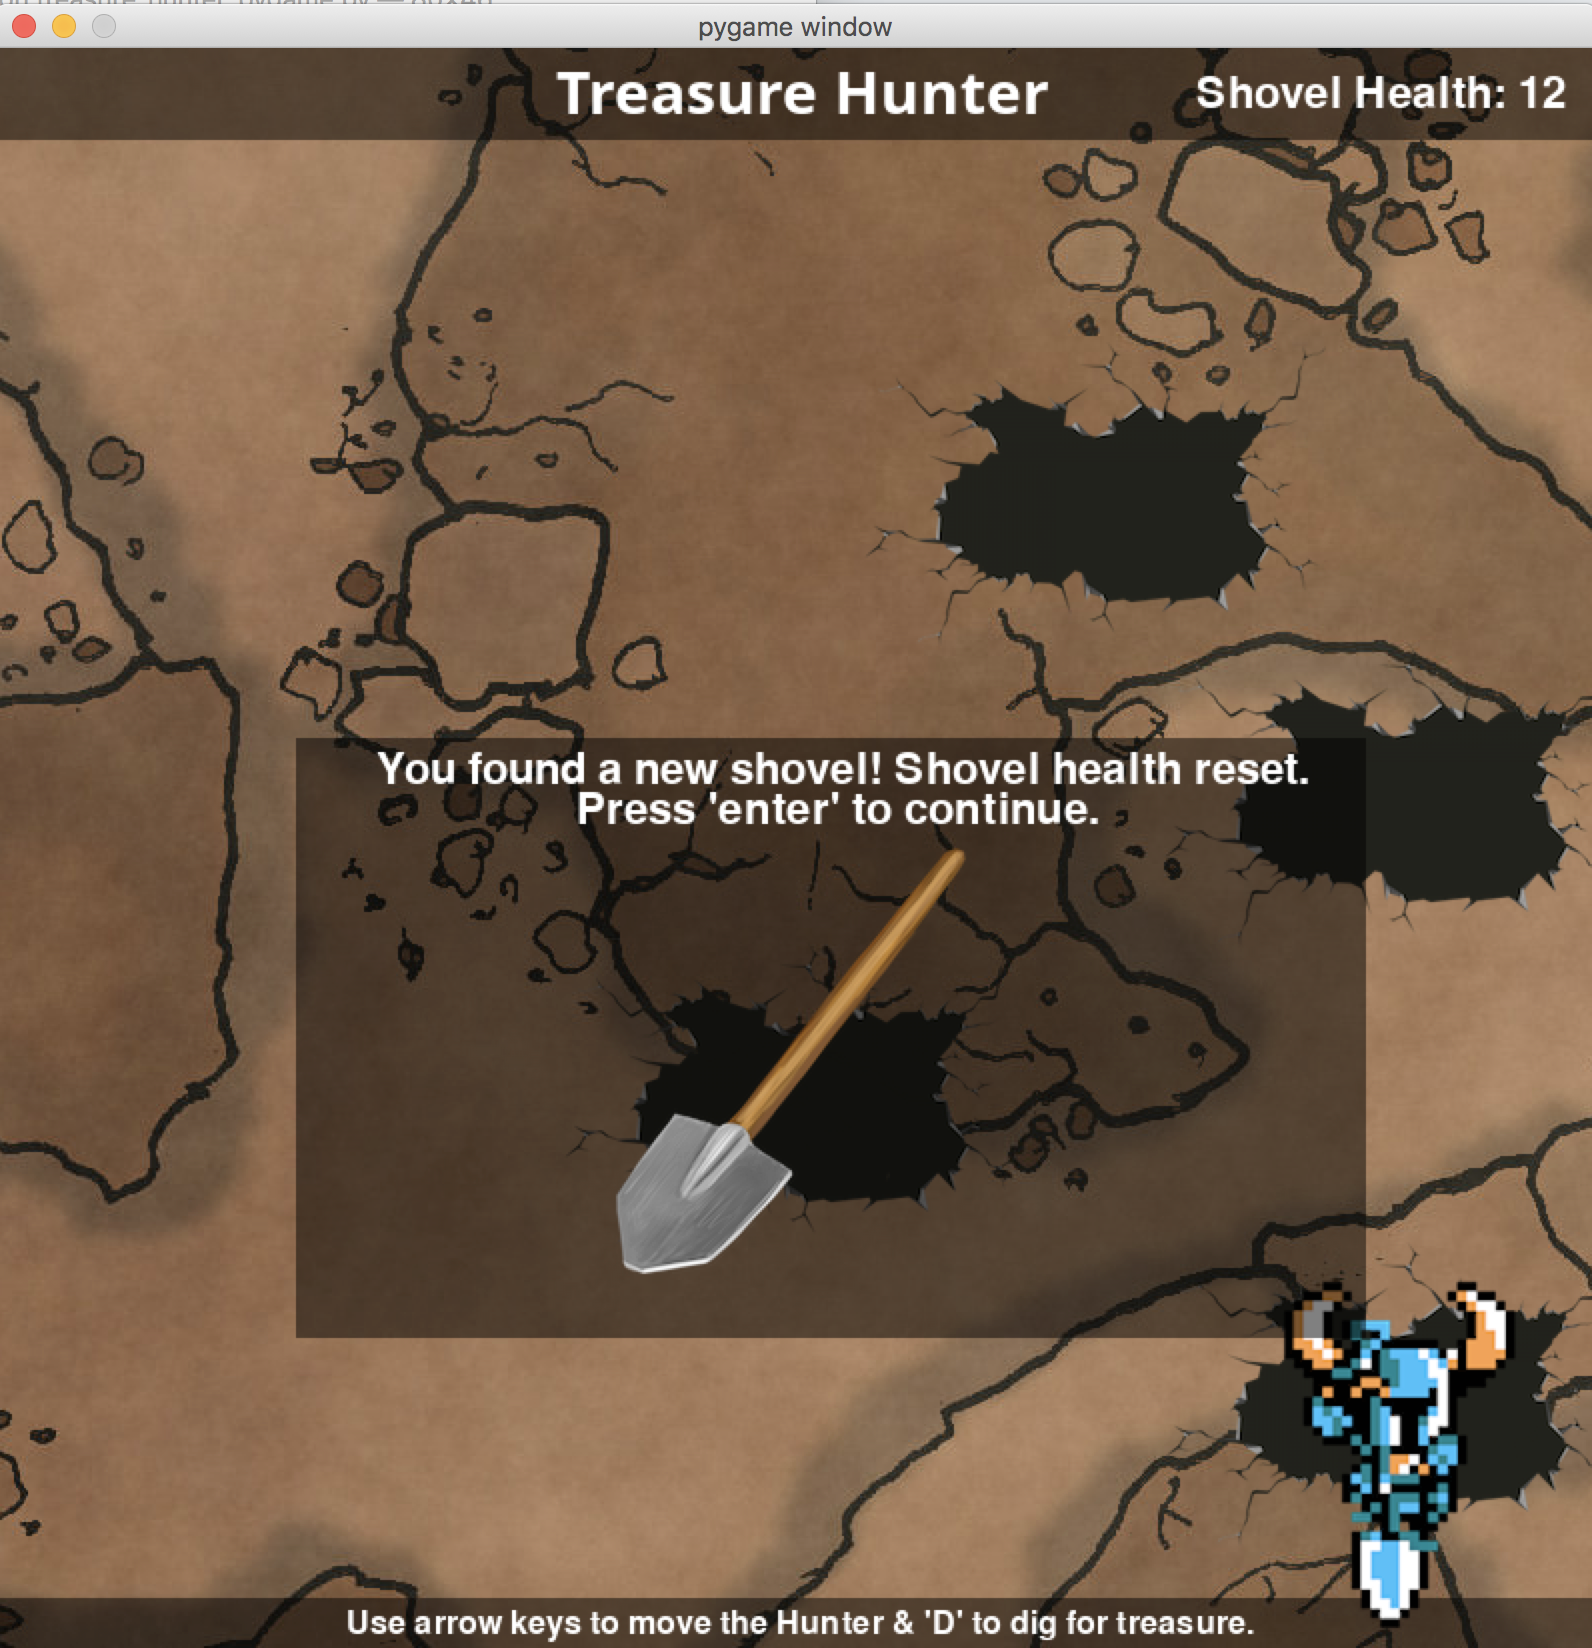 pygame window
Treasure Hunter
Shovel Health: 12
You found a new shovel! Shovel health reset.
Press 'enter' to continue.
Use arrow keys to move the Hunter & 'D' to dig for treasure.